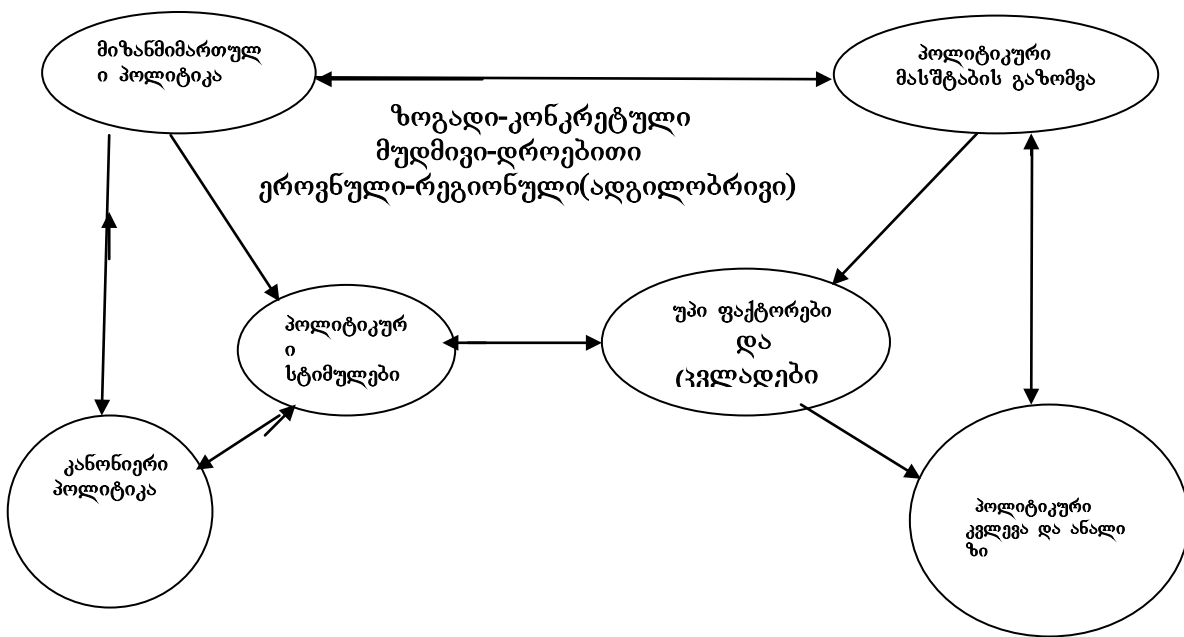 მიზანმიმართულ
ი პოლიტიკა
პოლიტიკური
მასშტაბის გაზომვა
ზოგადი-კონკრეტული
მუდმივი-დროებითი
ეროვნული-რეგიონული(ადგილობრივი)
პოლიტიკურ
ი
სტიმულები
უპი ფაქტორები
და
ცვლადები
კანონიერი
პოლიტიკა
პოლიტიკური
კვლევა და ანალი
ზი